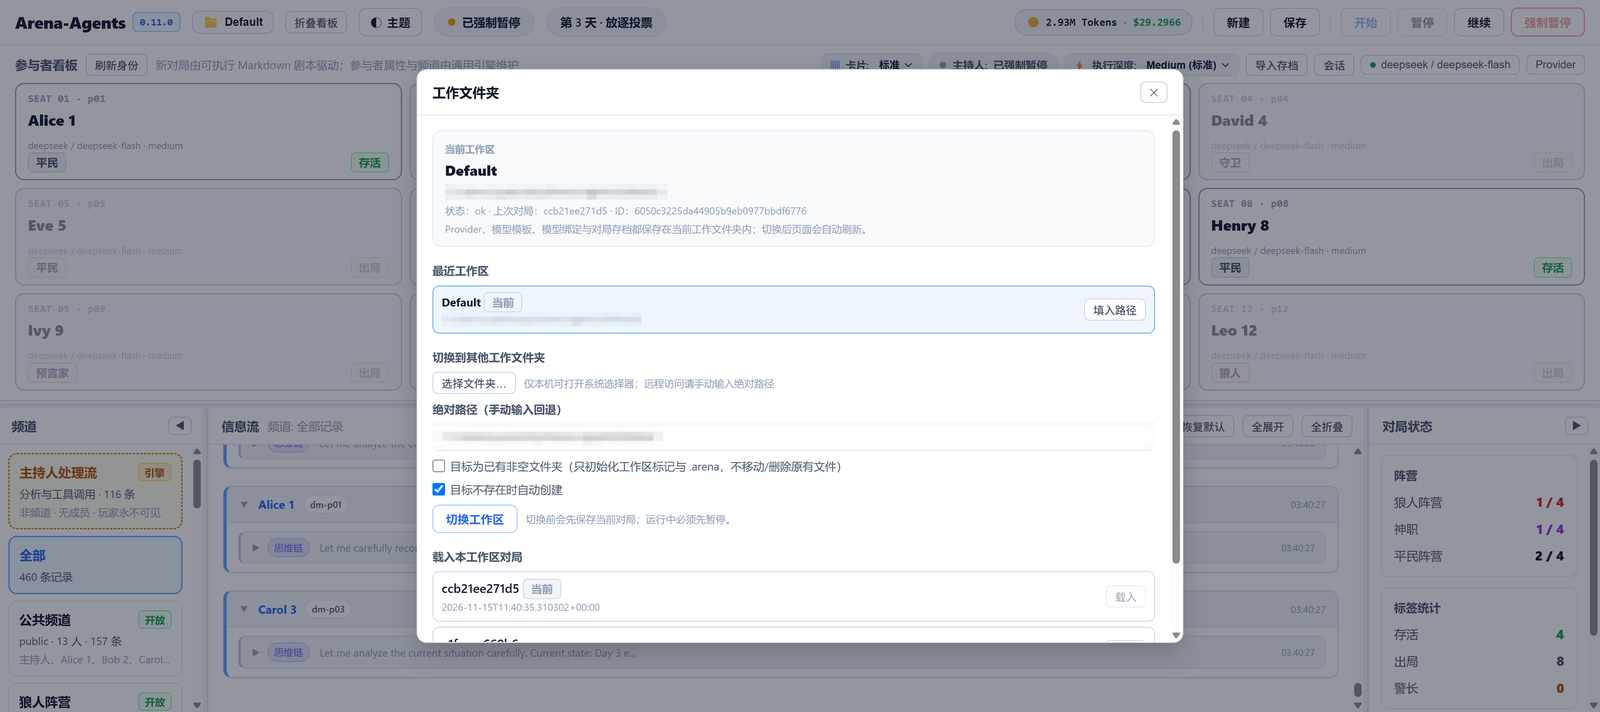 Arena-Agents 0.11.0 Default 折叠看板 主题 已强制暂停 第 3 天 · 放逐投票 2.93M Tokens · $29.2966 新建 保存 开始 暂停 继续 强制暂停
参与者看板 刷新身份 新对局由可执行 Markdown 剧本驱动；参与者属性与频道由通用引擎维护 卡片: 标准 主持人: 已强制暂停 执行深度: Medium (标准) 导入存档 会话 deepseek / deepseek-flash Provider
SEAT 01 · p01
Alice 1
deepseek / deepseek-flash · medium
平民 存活
SEAT 04 · p04
David 4
deepseek / deepseek-flash · medium
守卫 出局
SEAT 05 · p05
Eve 5
deepseek / deepseek-flash · medium
平民 出局
SEAT 08 · p08
Henry 8
deepseek / deepseek-flash · medium
平民 存活
SEAT 09 · p09
Ivy 9
deepseek / deepseek-flash · medium
预言家 出局
SEAT 12 · p12
Leo 12
deepseek / deepseek-flash · medium
狼人 出局
工作文件夹
当前工作区
Default
状态：ok · 上次对局：ccb21ee271d5 · ID：6050c3225da44905b9eb0977bbdf6776
Provider、模型模板、模型绑定与对局存档都保存在当前工作文件夹内；切换后页面会自动刷新。
最近工作区
Default 当前
填入路径
切换到其他工作文件夹
选择文件夹... 仅本机可打开系统选择器；远程访问请手动输入绝对路径
绝对路径（手动输入回退）
目标为已有非空文件夹（只初始化工作区标记与 .arena，不移动/删除原有文件）
目标不存在时自动创建
切换工作区 切换前会先保存当前对局；运行中必须先暂停。
载入本工作区对局
ccb21ee271d5 当前
2026-11-15T11:40:35.310302+00:00
载入
频道
主持人处理流 引擎
分析与工具调用 · 116 条
非频道 · 无成员 · 玩家永不可见
全部
460 条记录
公共频道 开放
public · 13 人 · 157 条
主持人、Alice 1、Bob 2、Carol...
狼人阵营 开放
信息流 频道: 全部记录 恢复默认 全展开 全折叠
思维链
Alice 1 dm-p01 03:40:27
思维链 Let me carefully reco 03:40:27
Carol 3 dm-p03 03:40:27
思维链 Let me analyze the current situation carefully. Current state: Day 3 e... 03:40:27
对局状态
阵营
狼人阵营 1 / 4
神职 1 / 4
平民阵营 2 / 4
标签统计
存活 4
出局 8
警长 0